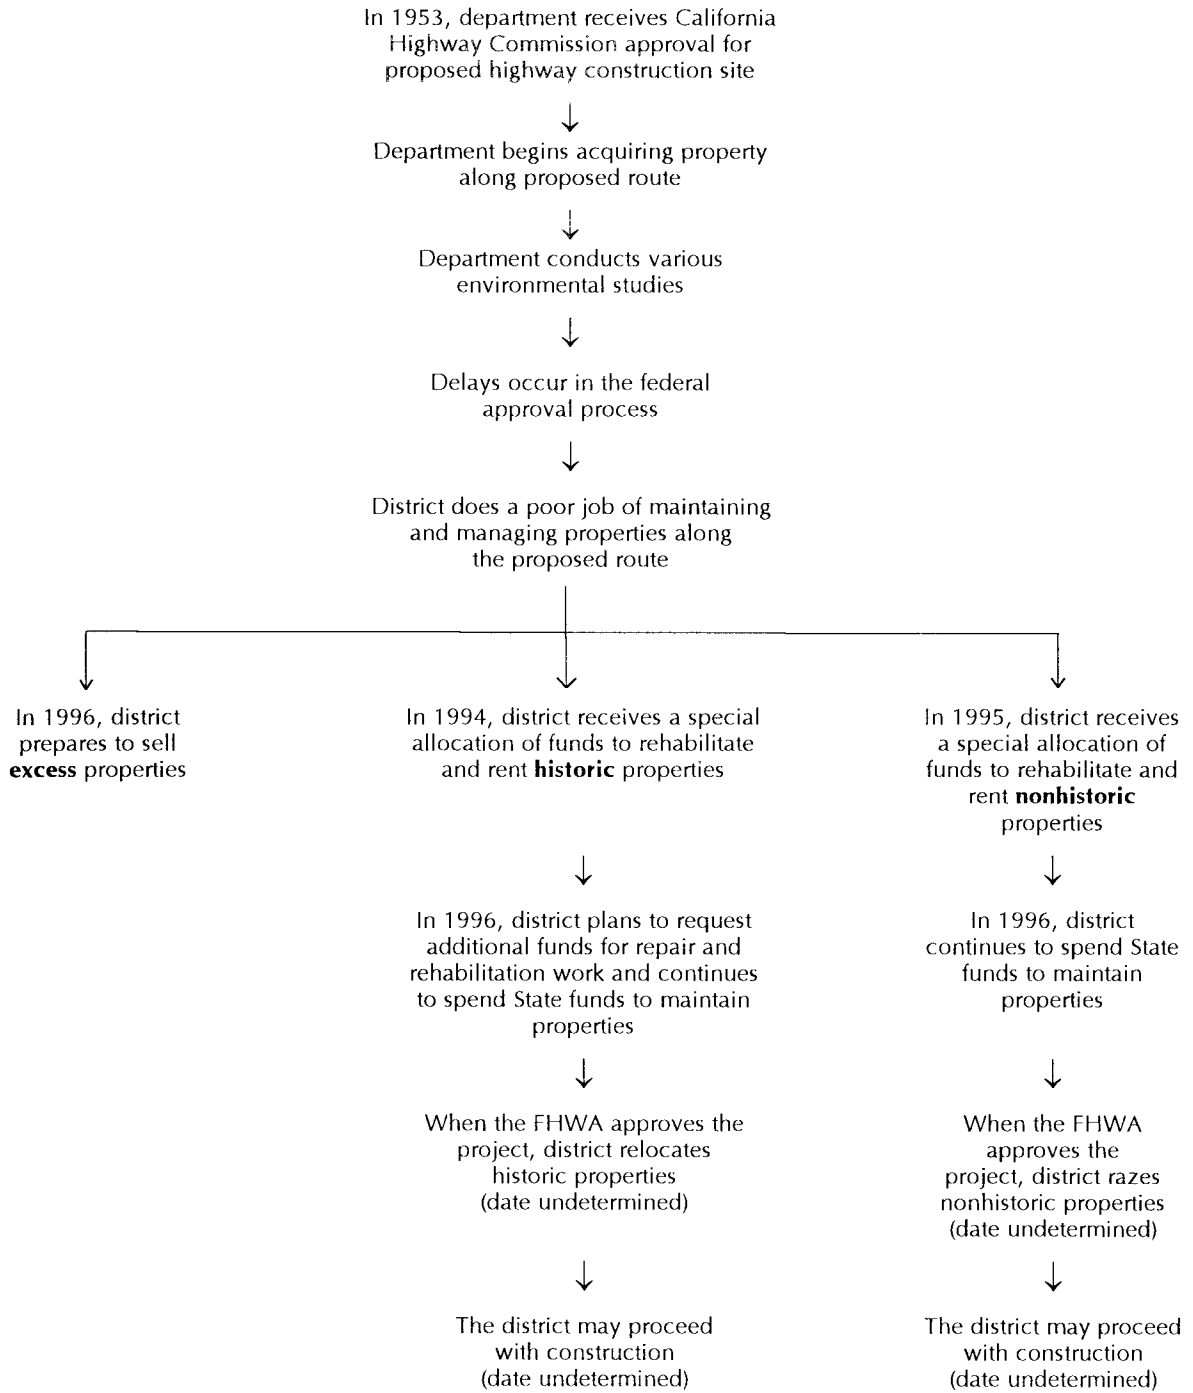 In 1953, department receives California
Highway Commission approval for
proposed highway construction site
Department begins acquiring property
along proposed route
Department conducts various
environmental studies
Delays occur in the federal
approval process
District does a poor job of maintaining
and managing properties along
the proposed route
In 1996, district
prepares to sell
excess properties
In 1994, district receives a special
allocation of funds to rehabilitate
and rent historic properties
In 1996, district plans to request
additional funds for repair and
rehabilitation work and continues
to spend State funds to maintain
properties
When the FHWA approves the
project, district relocates
historic properties
(date undetermined)
The district may proceed
with construction
(date undetermined)
In 1995, district receives
a special allocation of
funds to rehabilitate and
rent nonhistoric
properties
In 1996, district
continues to spend State
funds to maintain
properties
When the FHWA
approves the
project, district razes
nonhistoric properties
(date undetermined)
The district may proceed
with construction
(date undetermined)